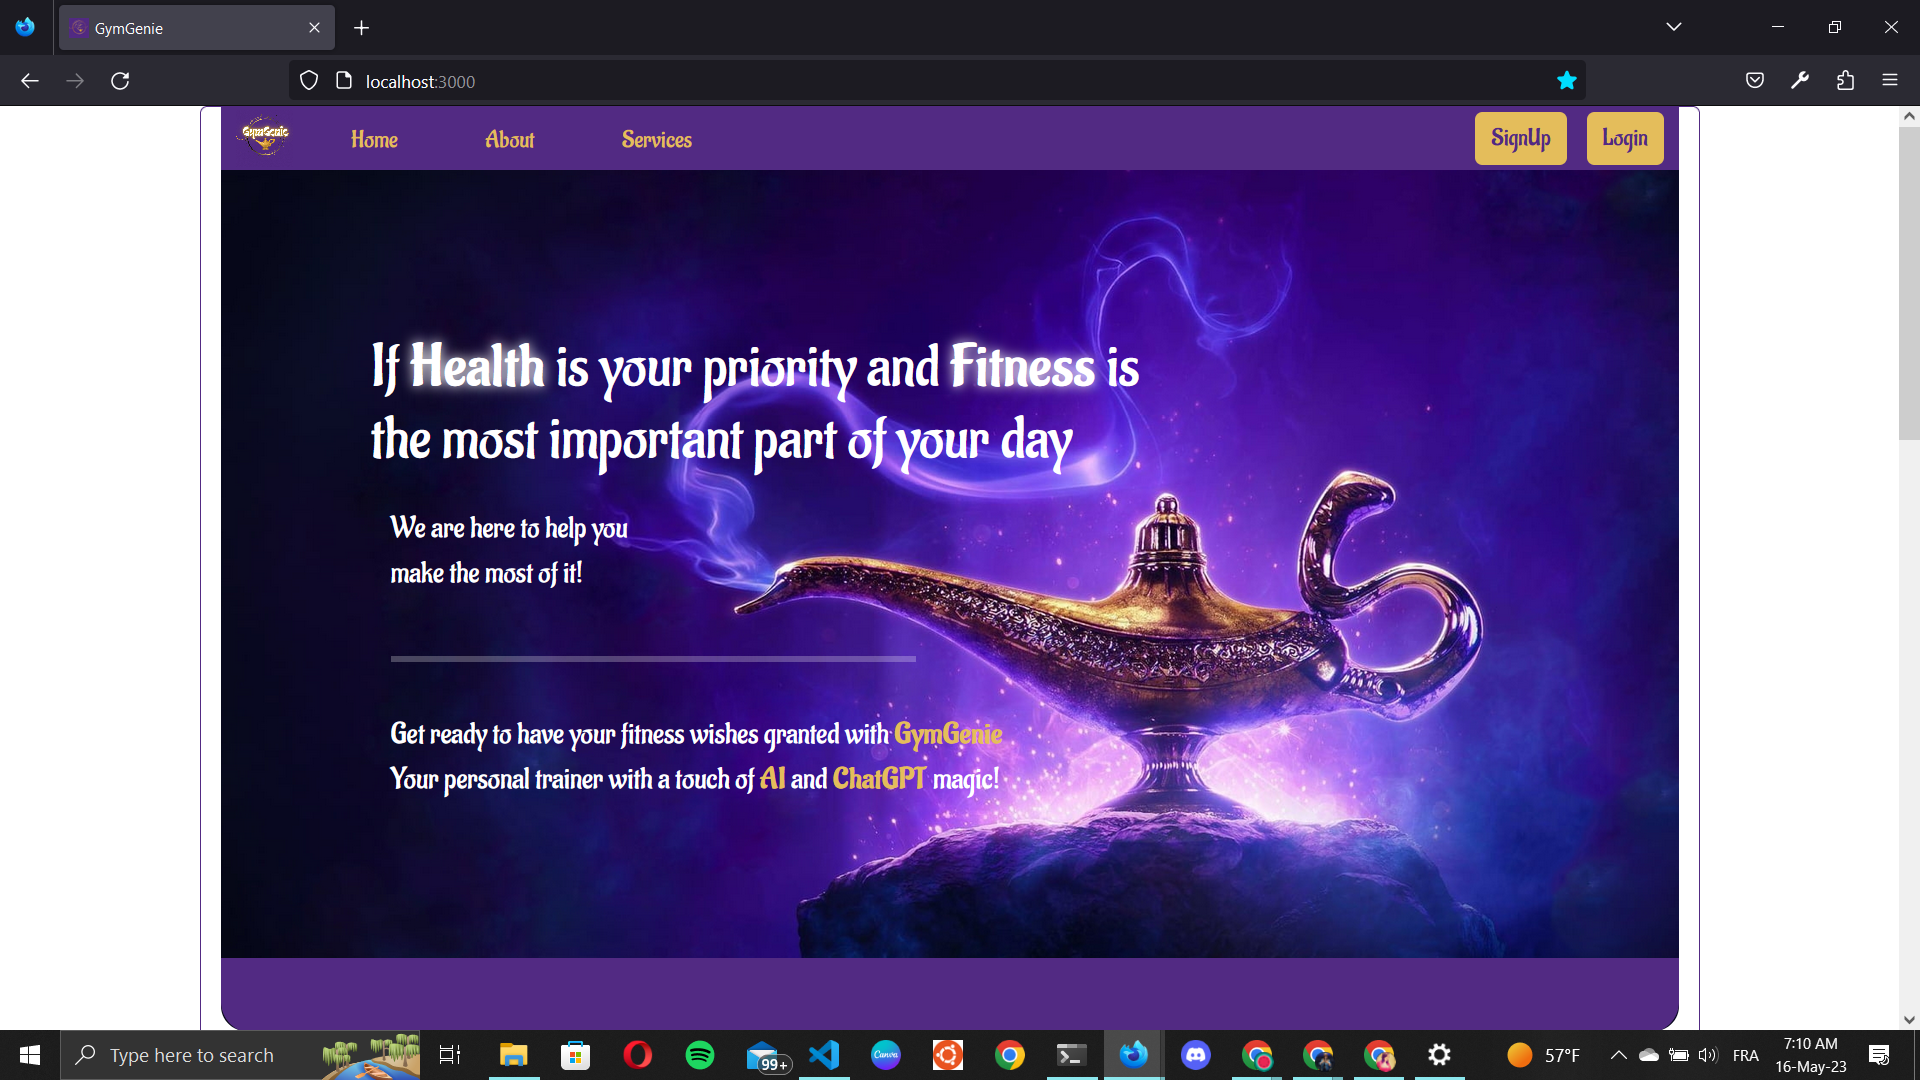 GymGenie
localhost:3000
GymGenie
Home
About
Services
SignUp
Login
If Health is your priority and Fitness is
the most important part of your day
We are here to help you
make the most of it!
Get ready to have your fitness wishes granted with GymGenie
Your personal trainer with a touch of AI and ChatGPT magic!
Type here to search
99+
Canva
57°F
FRA
7:10 AM
16-May-23